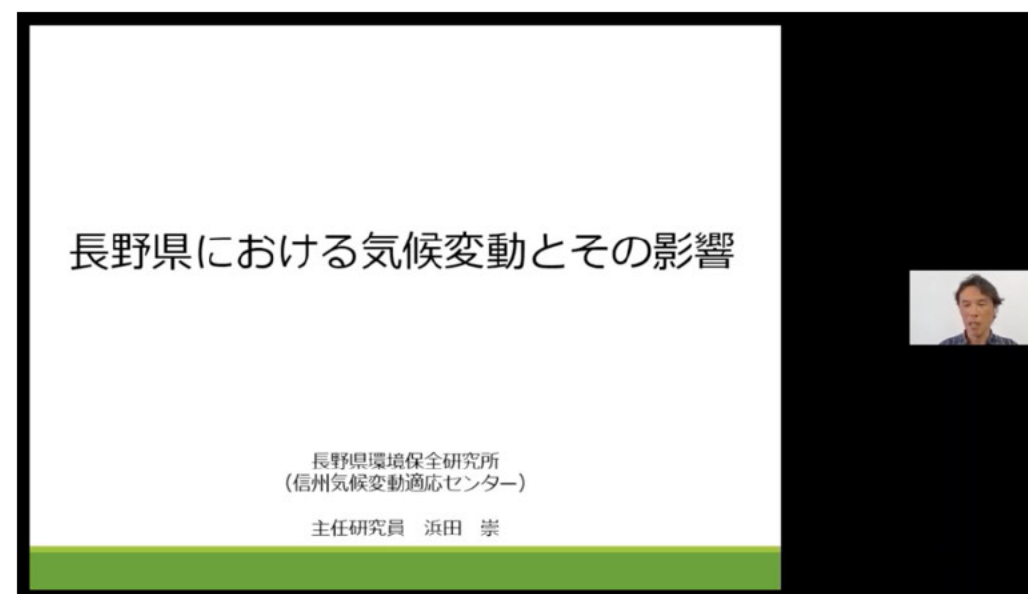 長野県における気候変動とその影響
長野県環境保全研究所
（信州気候変動適応センター）
主任研究員　浜田　崇